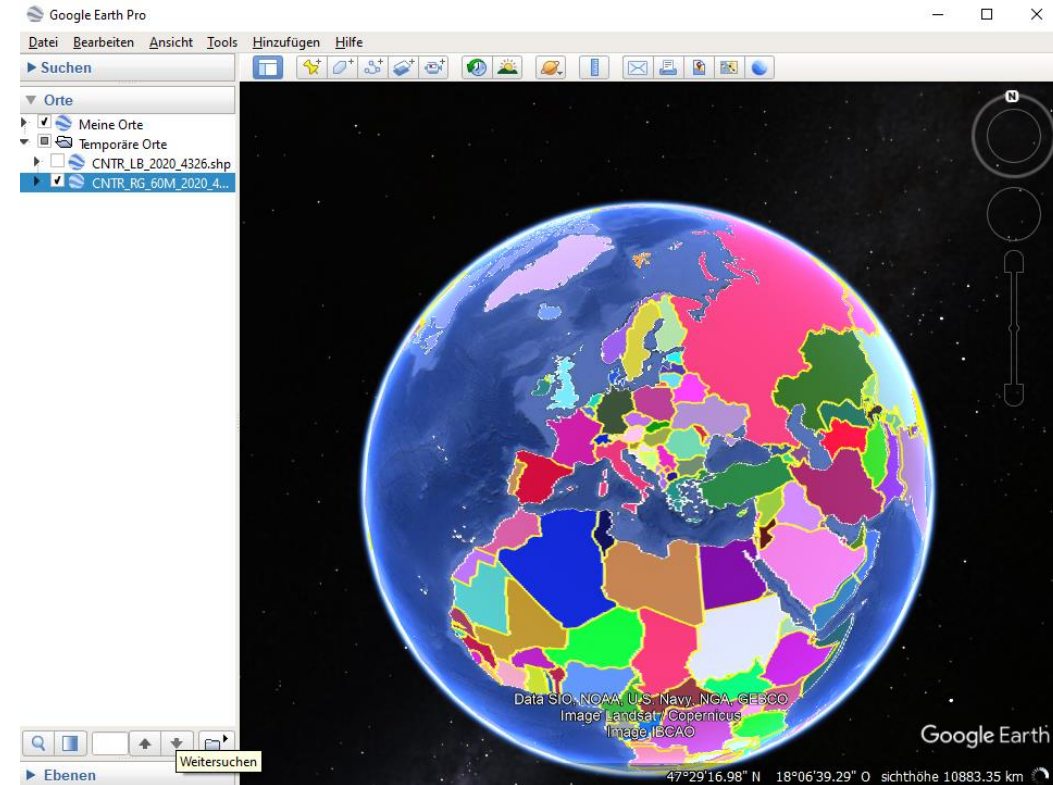 Google Earth Pro
Datei Bearbeiten Ansicht Tools Hinzufügen Hilfe
Suchen
Orte
Meine Orte
Temporäre Orte
CNTR_LB_2020_4326.shp
CNTR_RG_60M_2020_4...
N
Data SIO, NOAA, U.S. Navy, NGA, GEBCO
Image Landsat / Copernicus
Image IBCAO
Google Earth
Weitersuchen
Ebenen
47°29'16.98" N 18°06'39.29" O sichthöhe 10883.35 km